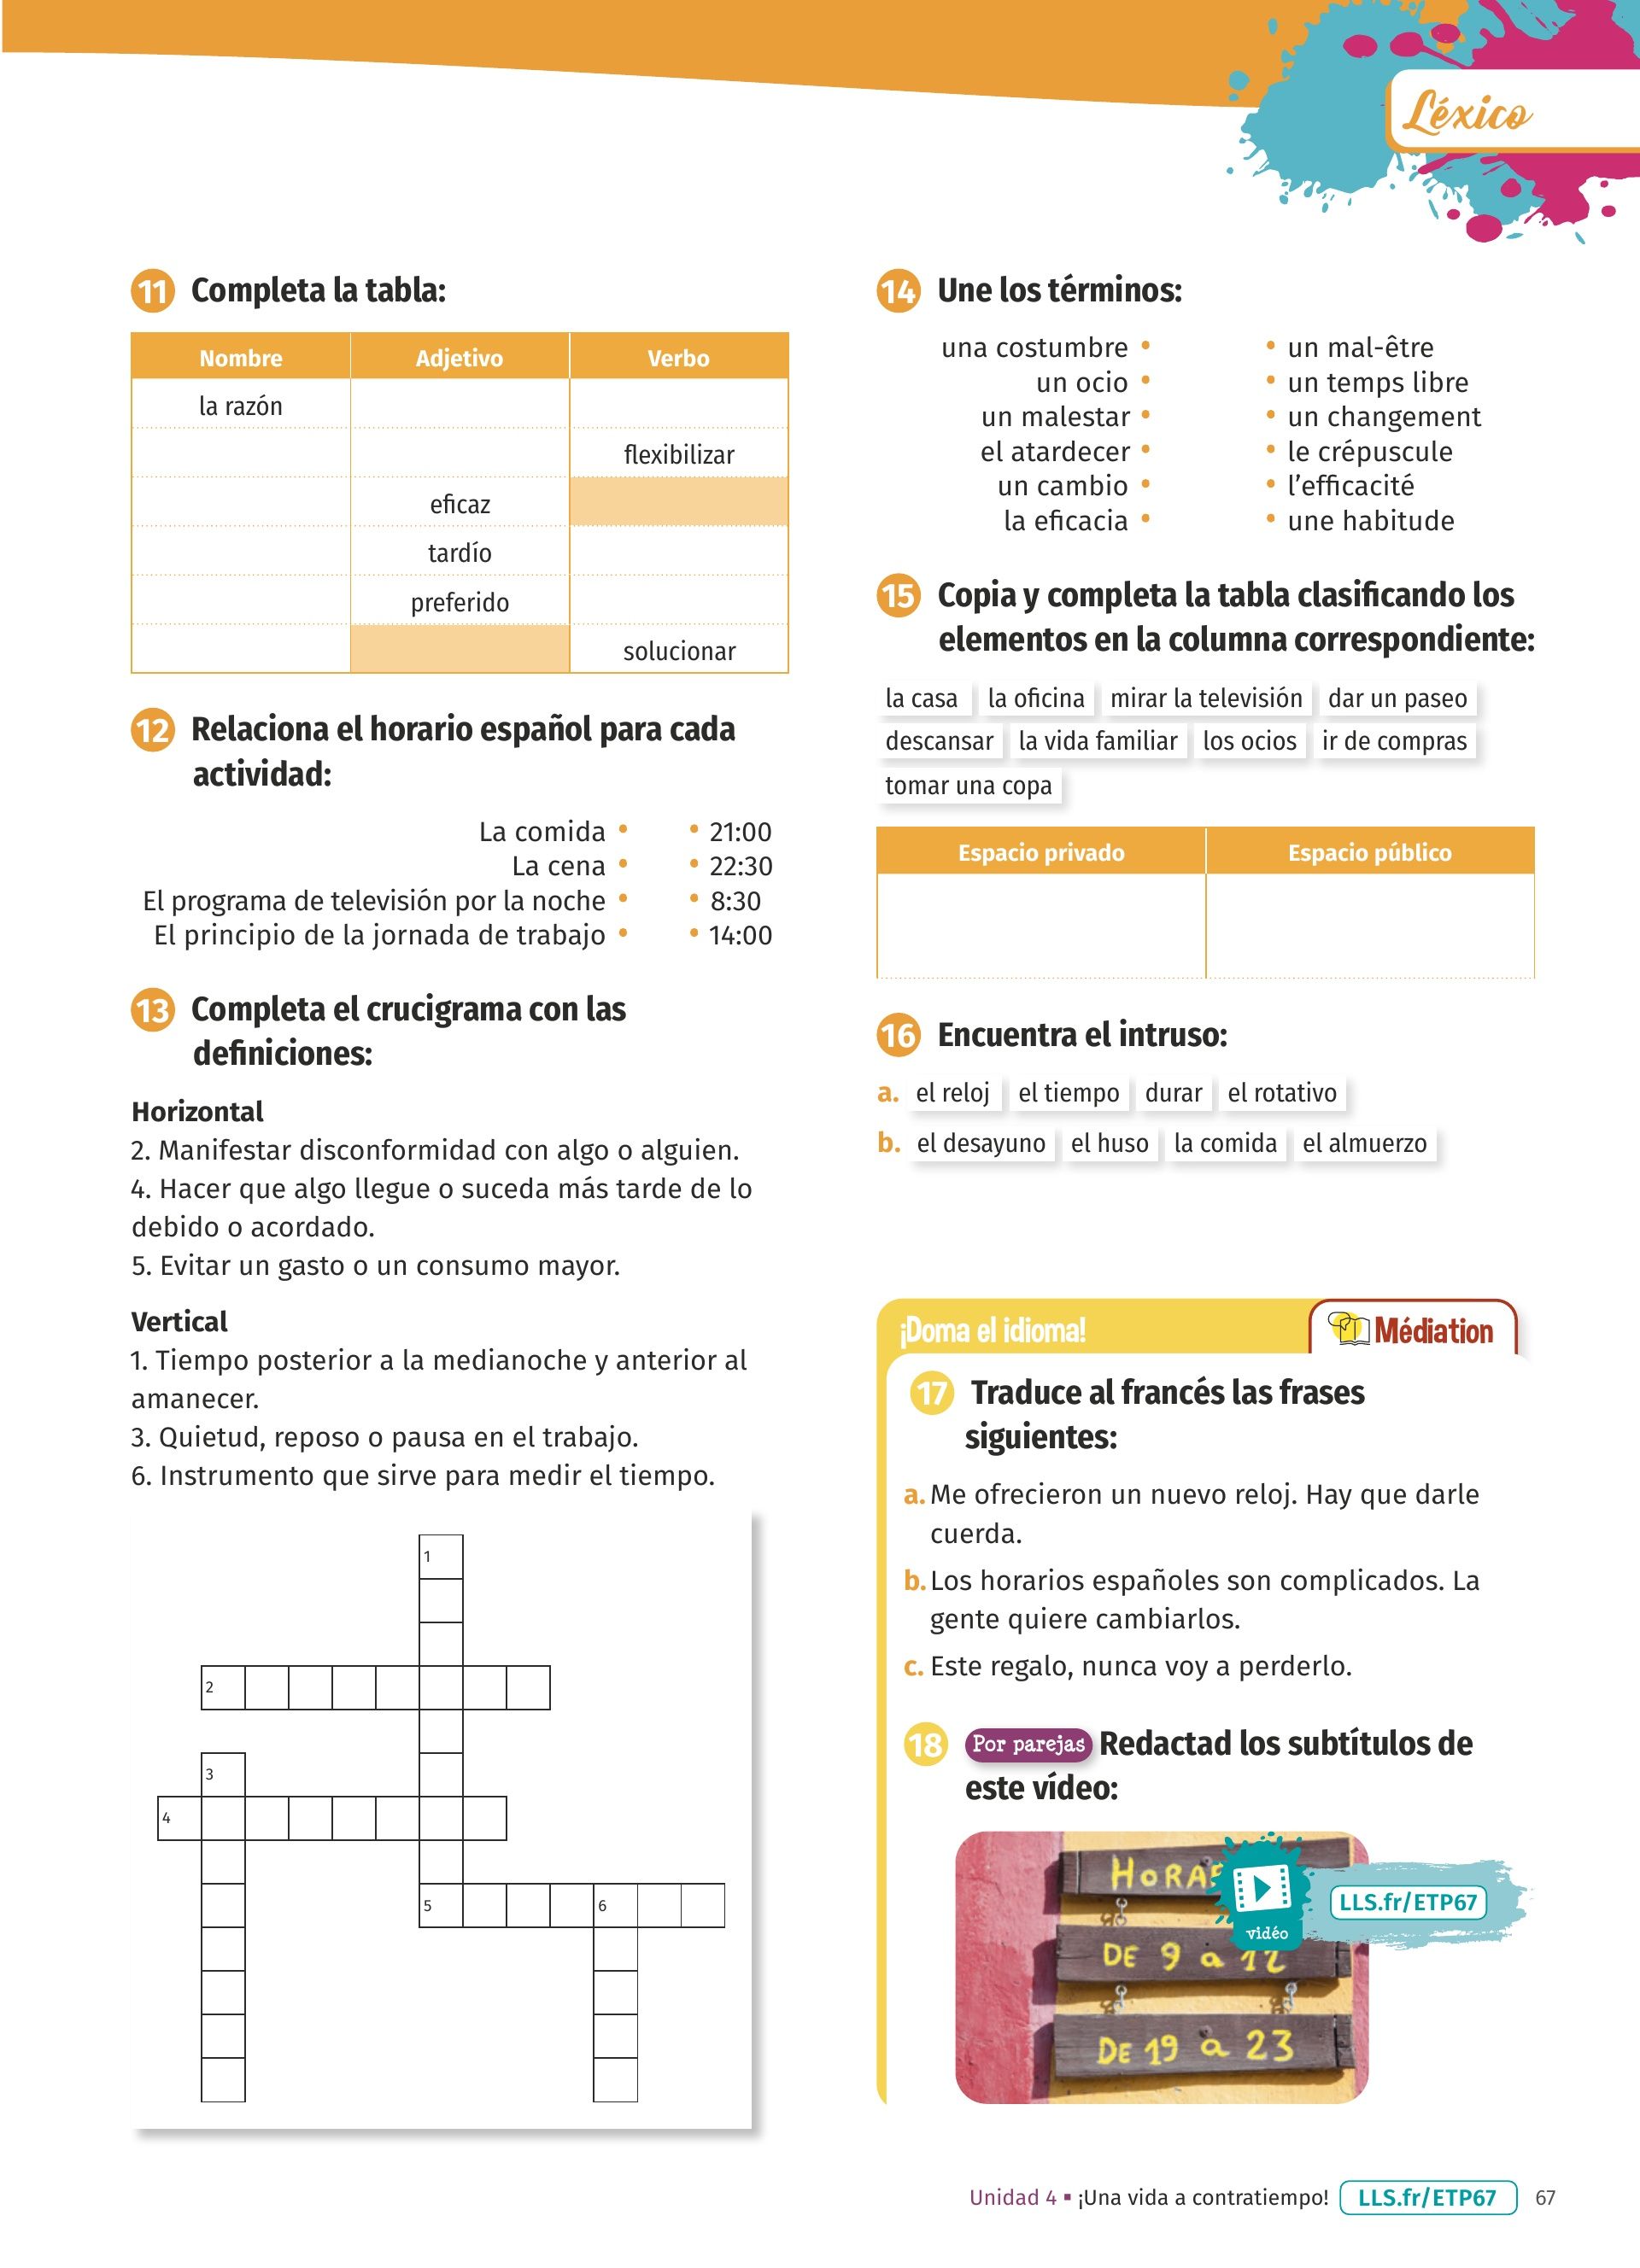 Léxico
11 Completa la tabla:
Nombre Adjetivo Verbo
la razón
flexibilizar
eficaz
tardío
preferido
solucionar
12 Relaciona el horario español para cada
actividad:
La comida • • 21:00
La cena • • 22:30
El programa de televisión por la noche • • 8:30
El principio de la jornada de trabajo • • 14:00
13 Completa el crucigrama con las
definiciones:
Horizontal
2. Manifestar disconformidad con algo o alguien.
4. Hacer que algo llegue o suceda más tarde de lo
debido o acordado.
5. Evitar un gasto o un consumo mayor.
Vertical
1. Tiempo posterior a la medianoche y anterior al
amanecer.
3. Quietud, reposo o pausa en el trabajo.
6. Instrumento que sirve para medir el tiempo.
1
2
3
4
5 6
14 Une los términos:
una costumbre • • un mal-être
un ocio • • un temps libre
un malestar • • un changement
el atardecer • • le crépuscule
un cambio • • l'efficacité
la eficacia • • une habitude
15 Copia y completa la tabla clasificando los
elementos en la columna correspondiente:
la casa la oficina mirar la televisión dar un paseo
descansar la vida familiar los ocios ir de compras
tomar una copa
Espacio privado Espacio público
16 Encuentra el intruso:
a. el reloj el tiempo durar el rotativo
b. el desayuno el huso la comida el almuerzo
¡Doma el idioma! Médiation
17 Traduce al francés las frases
siguientes:
a. Me ofrecieron un nuevo reloj. Hay que darle
cuerda.
b. Los horarios españoles son complicados. La
gente quiere cambiarlos.
c. Este regalo, nunca voy a perderlo.
18 Por parejas Redactad los subtítulos de
este vídeo:
vidéo
LLS.fr/ETP67
DE 9 a 12
DE 19 a 23
Unidad 4 ▪ ¡Una vida a contratiempo! LLS.fr/ETP67 67